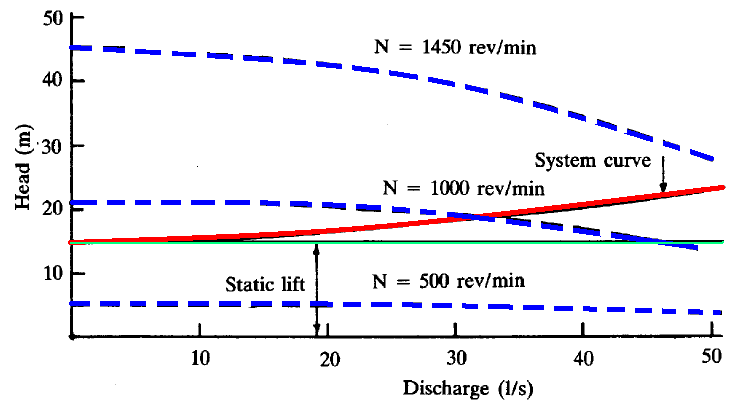 50
N = 1450 rev/min
40
Head (m)
30
System curve
N = 1000 rev/min
20
10
Static lift
N = 500 rev/min
10 20 30 40 50
Discharge (l/s)